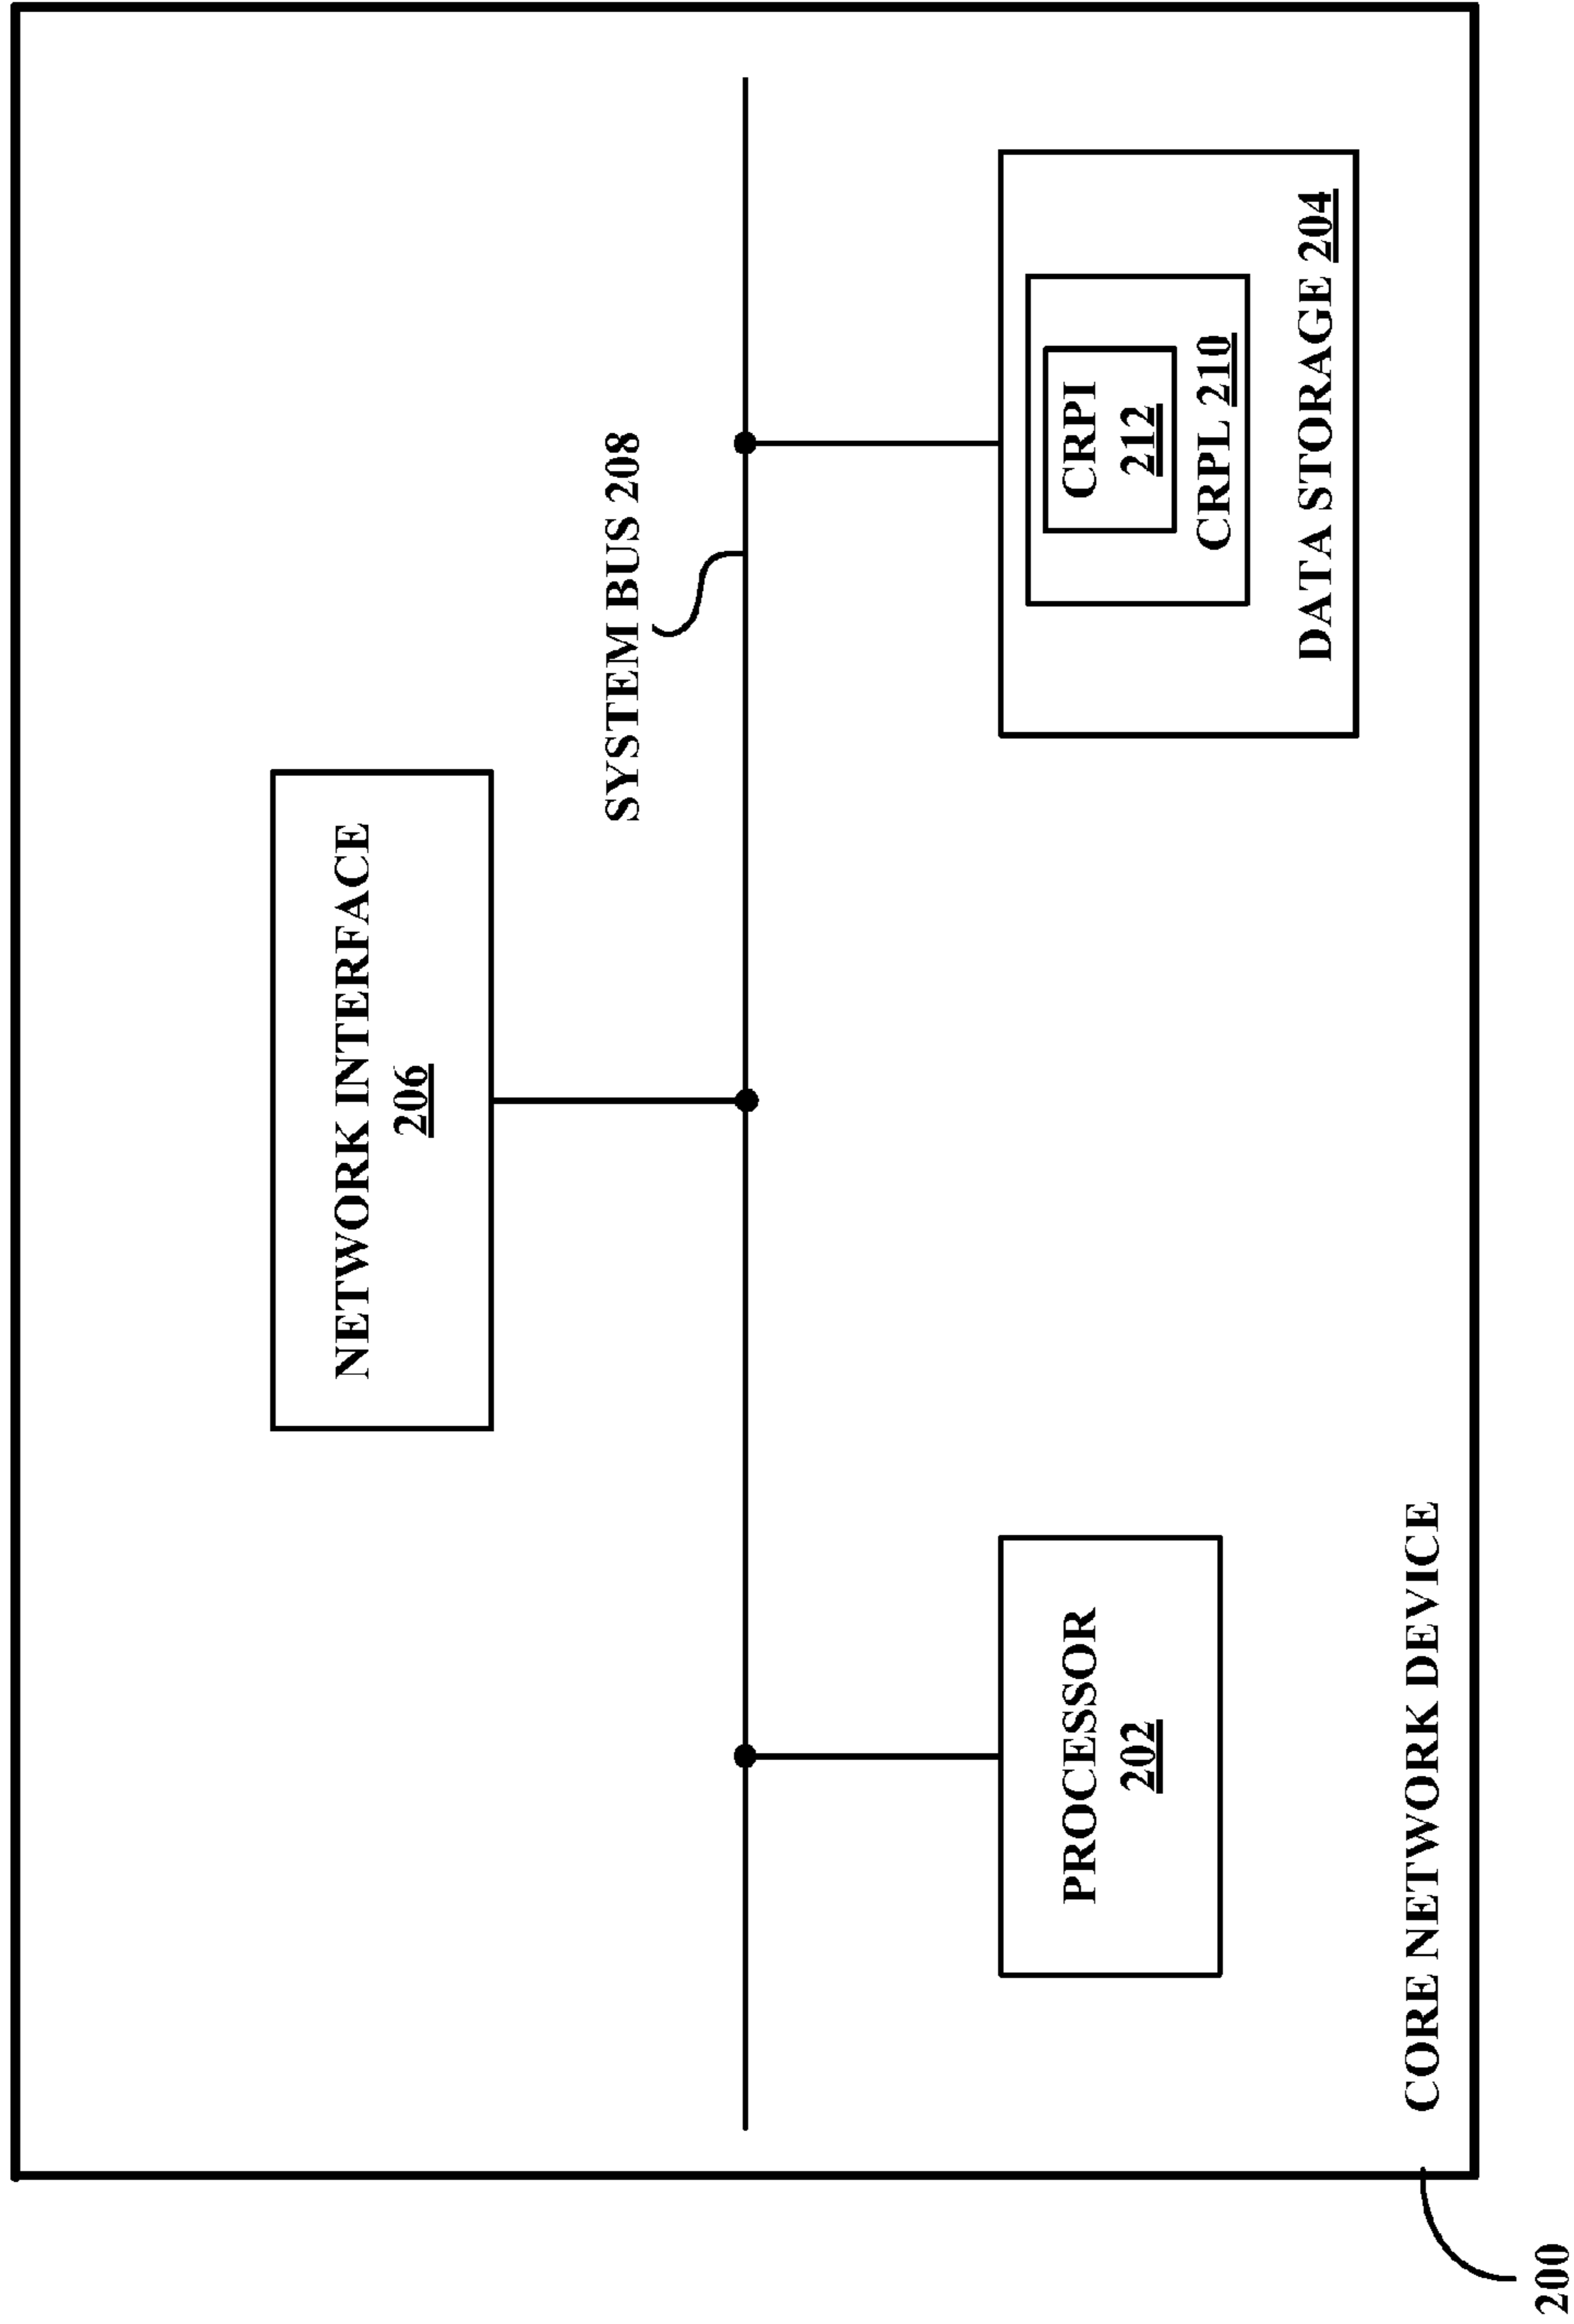 NETWORK INTERFACE
206
SYSTEM BUS 208
PROCESSOR
202
CRPI
212
CRPL 210
DATA STORAGE 204
CORE NETWORK DEVICE
200